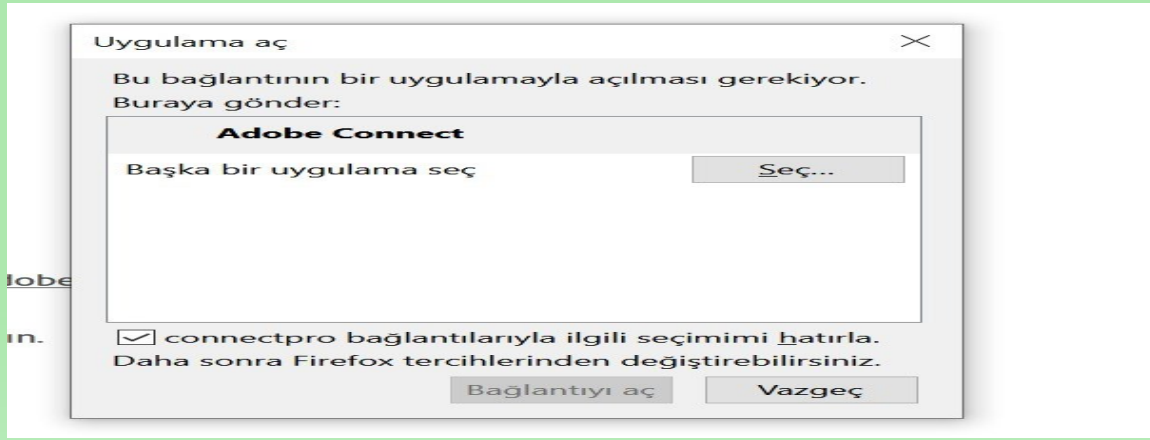 Uygulama aç
Bu bağlantının bir uygulamayla açılması gerekiyor.
Buraya gönder:
Adobe Connect
Başka bir uygulama seç
Seç...
connectpro bağlantılarıyla ilgili seçimimi hatırla.
Daha sonra Firefox tercihlerinden değiştirebilirsiniz.
Bağlantıyı aç
Vazgeç